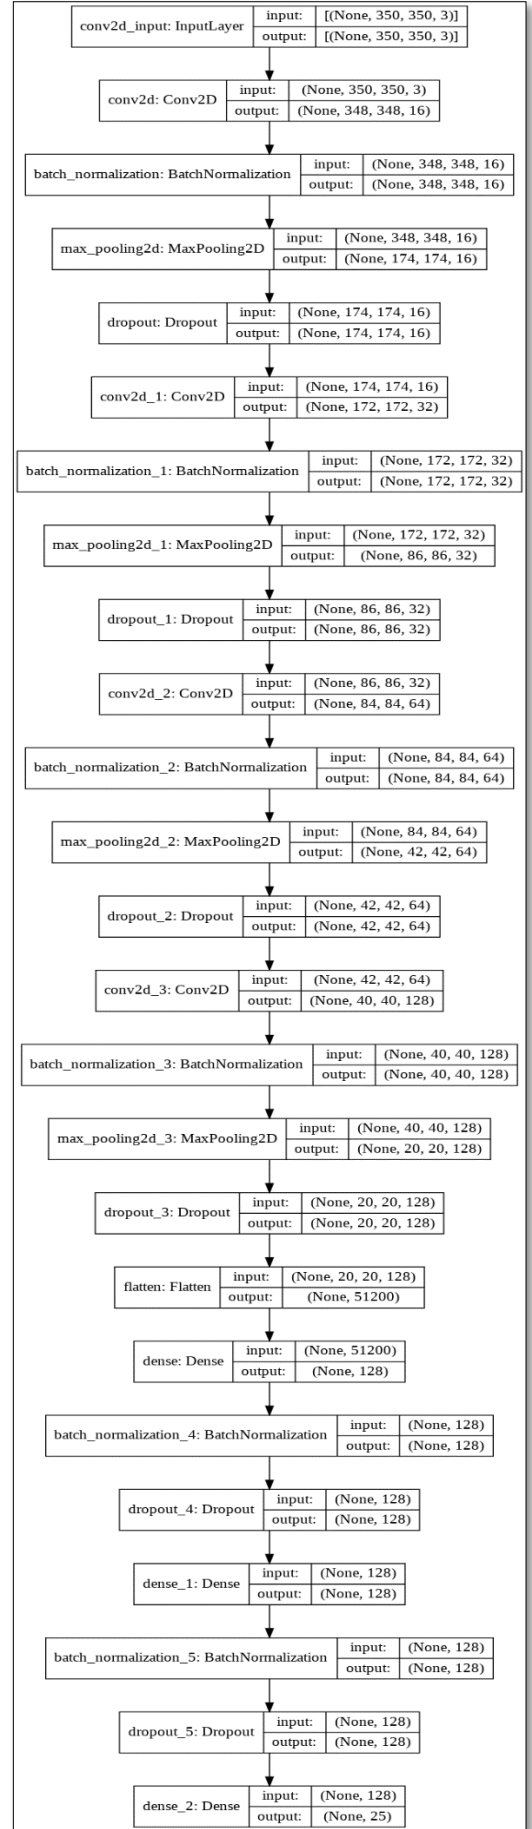 conv2d_input: InputLayer
input: [(None, 350, 350, 3)]
output: [(None, 350, 350, 3)]
conv2d: Conv2D
input: (None, 350, 350, 3)
output: (None, 348, 348, 16)
batch_normalization: BatchNormalization
input: (None, 348, 348, 16)
output: (None, 348, 348, 16)
max_pooling2d: MaxPooling2D
input: (None, 348, 348, 16)
output: (None, 174, 174, 16)
dropout: Dropout
input: (None, 174, 174, 16)
output: (None, 174, 174, 16)
conv2d_1: Conv2D
input: (None, 174, 174, 16)
output: (None, 172, 172, 32)
batch_normalization_1: BatchNormalization
input: (None, 172, 172, 32)
output: (None, 172, 172, 32)
max_pooling2d_1: MaxPooling2D
input: (None, 172, 172, 32)
output: (None, 86, 86, 32)
dropout_1: Dropout
input: (None, 86, 86, 32)
output: (None, 86, 86, 32)
conv2d_2: Conv2D
input: (None, 86, 86, 32)
output: (None, 84, 84, 64)
batch_normalization_2: BatchNormalization
input: (None, 84, 84, 64)
output: (None, 84, 84, 64)
max_pooling2d_2: MaxPooling2D
input: (None, 84, 84, 64)
output: (None, 42, 42, 64)
dropout_2: Dropout
input: (None, 42, 42, 64)
output: (None, 42, 42, 64)
conv2d_3: Conv2D
input: (None, 42, 42, 64)
output: (None, 40, 40, 128)
batch_normalization_3: BatchNormalization
input: (None, 40, 40, 128)
output: (None, 40, 40, 128)
max_pooling2d_3: MaxPooling2D
input: (None, 40, 40, 128)
output: (None, 20, 20, 128)
dropout_3: Dropout
input: (None, 20, 20, 128)
output: (None, 20, 20, 128)
flatten: Flatten
input: (None, 20, 20, 128)
output: (None, 51200)
dense: Dense
input: (None, 51200)
output: (None, 128)
batch_normalization_4: BatchNormalization
input: (None, 128)
output: (None, 128)
dropout_4: Dropout
input: (None, 128)
output: (None, 128)
dense_1: Dense
input: (None, 128)
output: (None, 128)
batch_normalization_5: BatchNormalization
input: (None, 128)
output: (None, 128)
dropout_5: Dropout
input: (None, 128)
output: (None, 128)
dense_2: Dense
input: (None, 128)
output: (None, 25)